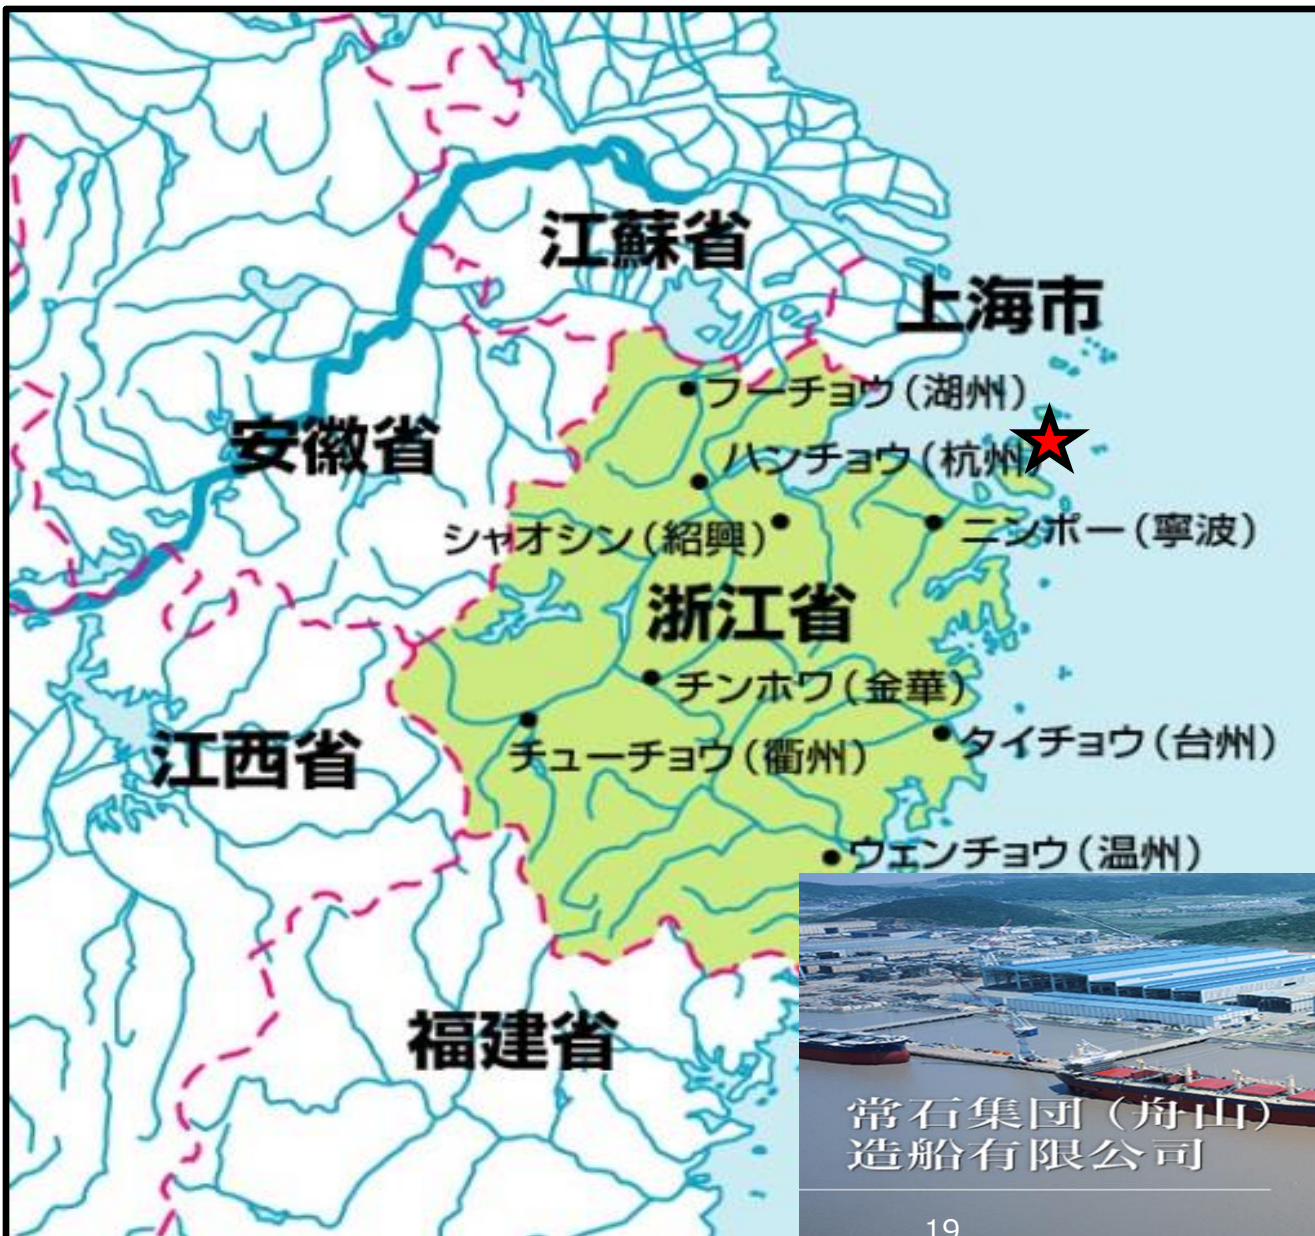 江蘇省
上海市
フーチョウ(湖州)
安徽省
ハンチョウ(杭州)
シャオシン(紹興)
ニンポー(寧波)
浙江省
チンホワ(金華)
江西省
チューチョウ(衢州)
タイチョウ(台州)
ウェンチョウ(温州)
福建省
常石集団(舟山)
造船有限公司
19